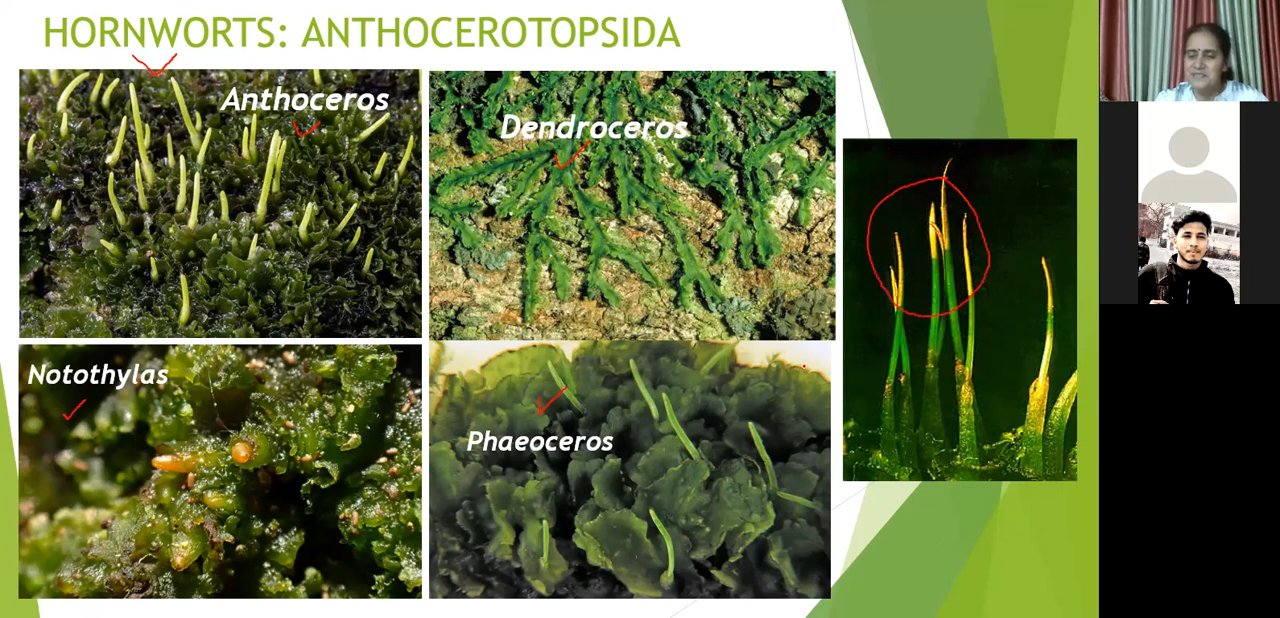 HORNWORTS: ANTHOCEROTOPSIDA
Anthoceros
Dendroceros
Notothylas
Phaeoceros